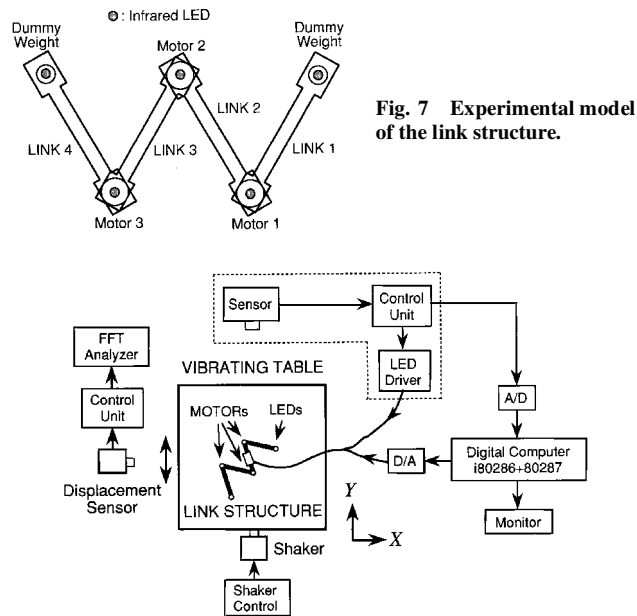 : Infrared LED
Dummy
Weight
Motor 2
Dummy
Weight
LINK 2
LINK 4
LINK 3
LINK 1
Motor 3
Motor 1
Fig. 7 Experimental model
of the link structure.
Sensor
Control
Unit
FFT
Analyzer
VIBRATING TABLE
LED
Driver
Control
Unit
MOTORs
LEDs
A/D
D/A
Digital Computer
i80286+80287
Displacement
Sensor
LINK STRUCTURE
Y
X
Monitor
Shaker
Shaker
Control